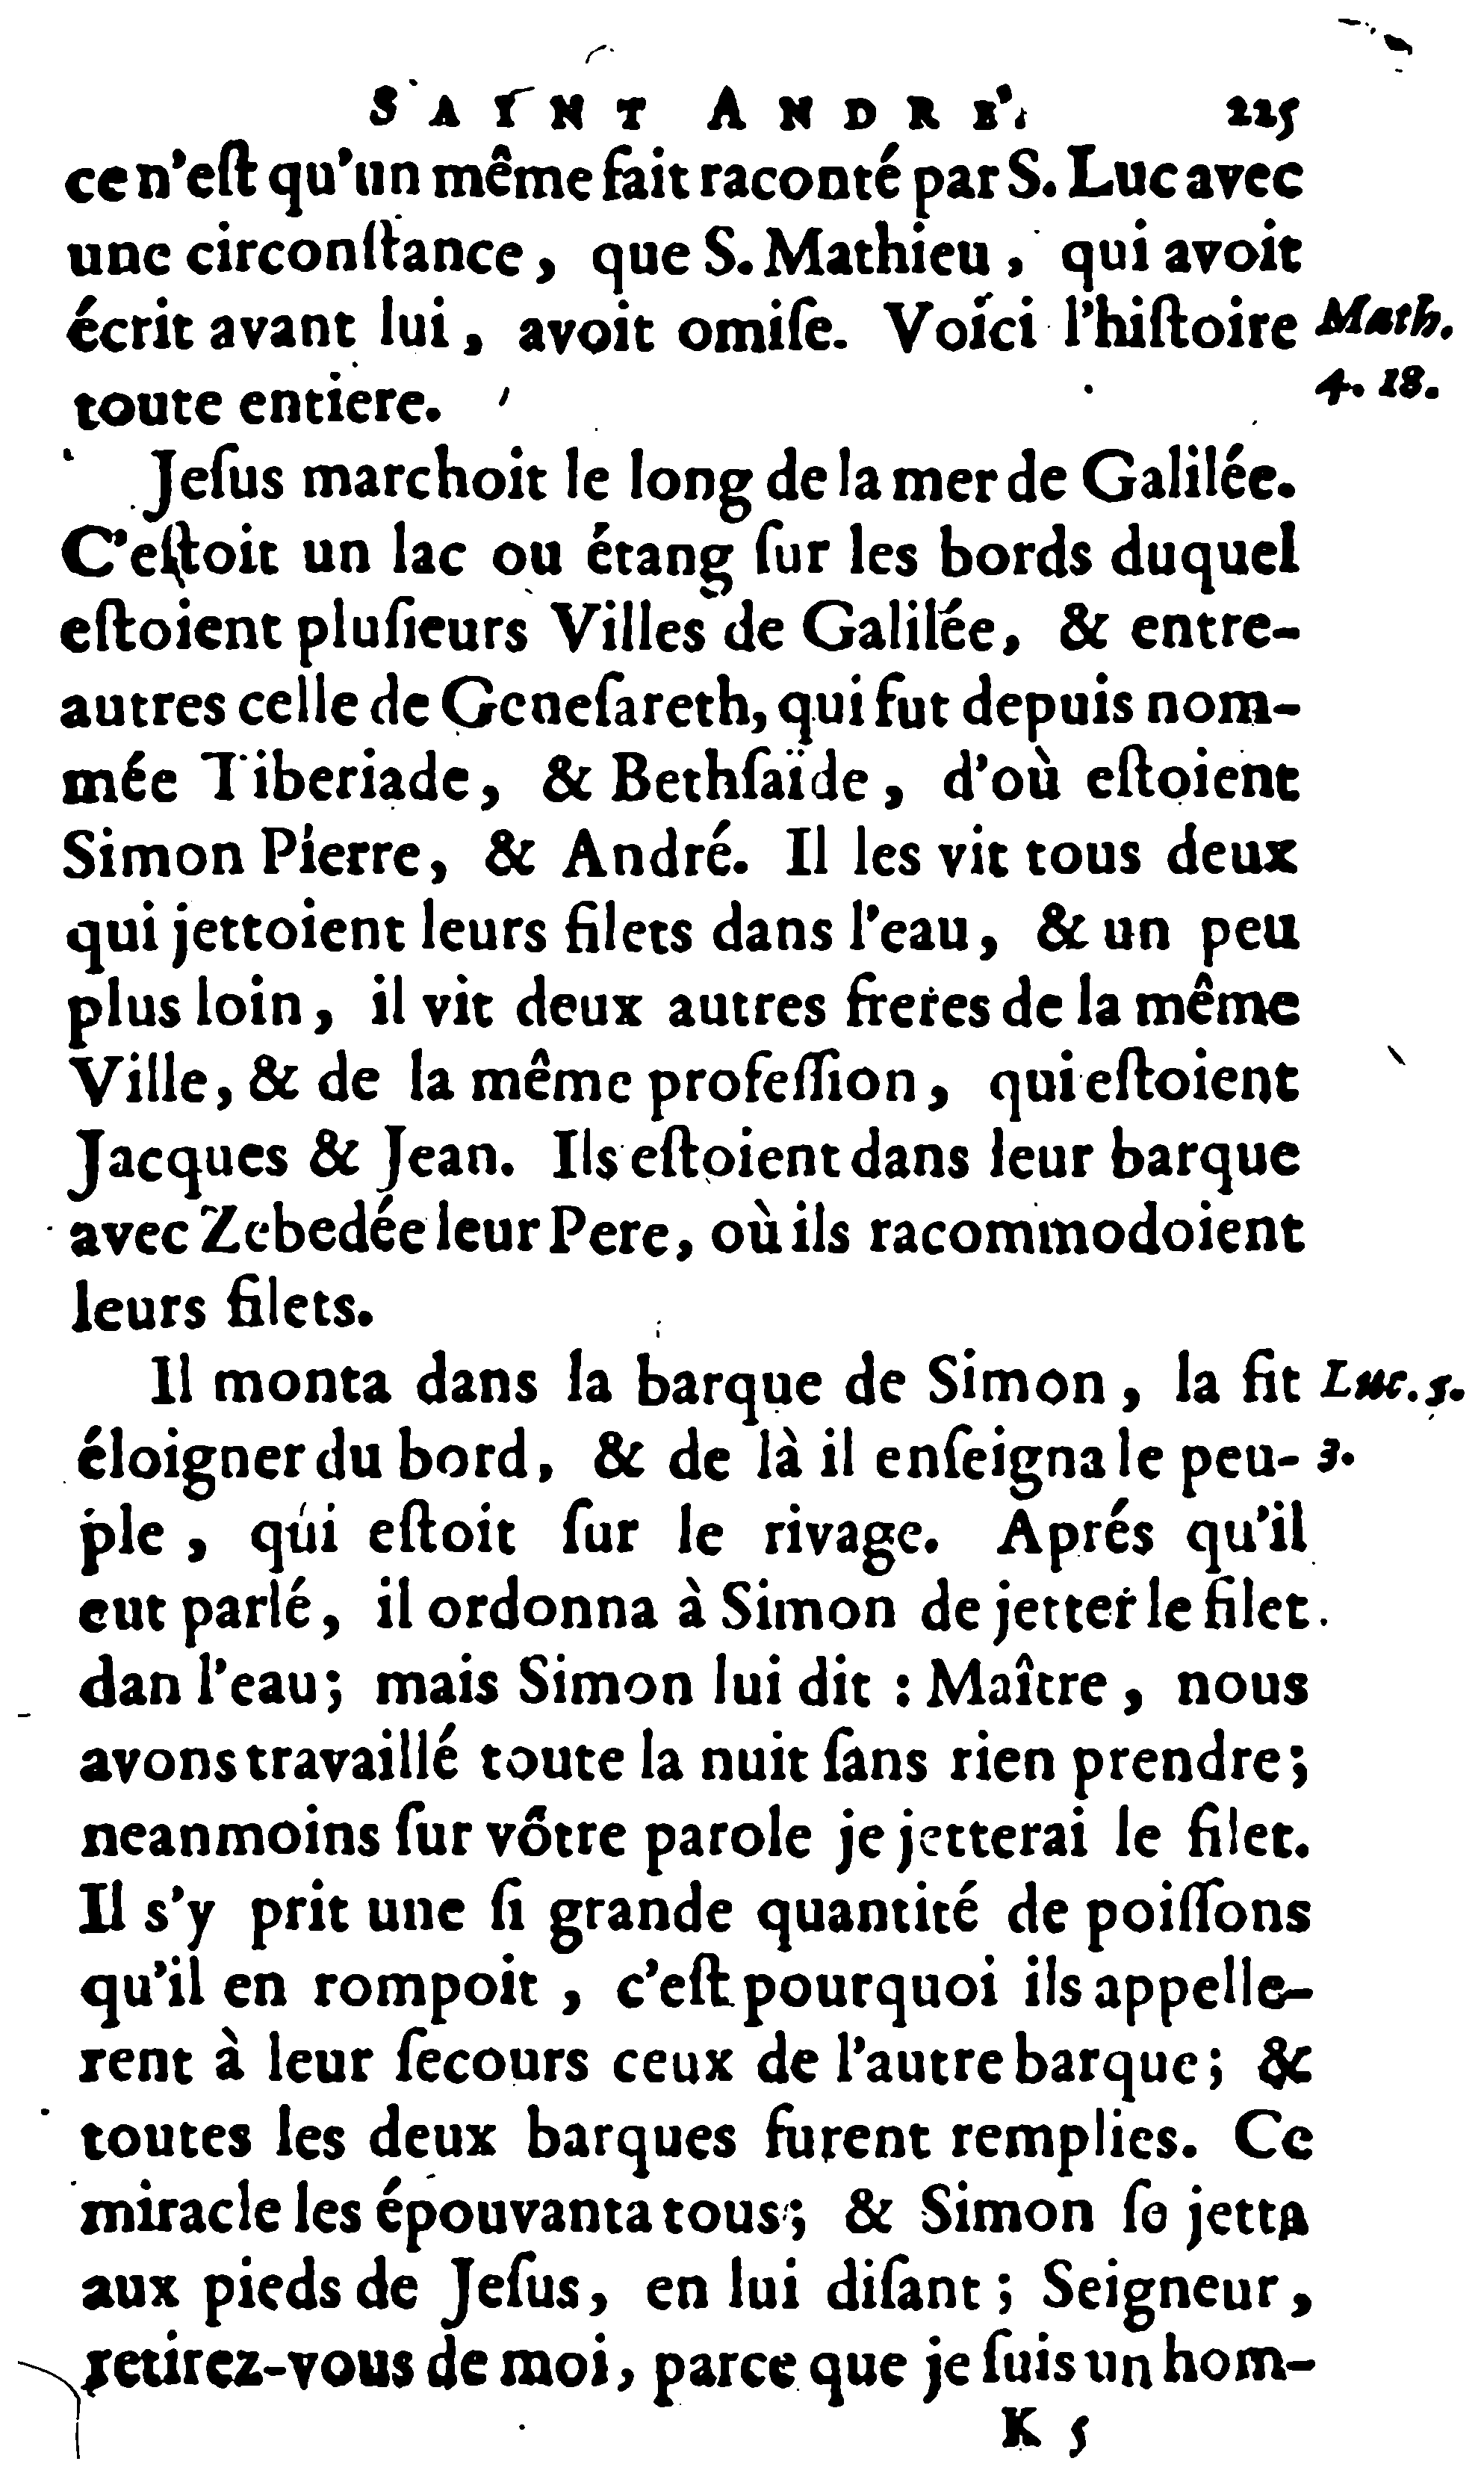 SAINT ANDRE'. 225
ce n'eſt qu'un même fait raconté par S. Luc avec
une circonſtance, que S. Mathieu, qui avoit
écrit avant lui, avoit omiſe. Voici l'hiſtoire Math.
toute entiere. 4. 18.
Jeſus marchoit le long de la mer de Galilée.
C'eſtoit un lac ou étang ſur les bords duquel
eſtoient pluſieurs Villes de Galilée, & entre-
autres celle de Geneſareth, qui fut depuis nom-
mée Tiberiade, & Bethſaïde, d'où eſtoient
Simon Pierre, & André. Il les vit tous deux
qui jettoient leurs filets dans l'eau, & un peu
plus loin, il vit deux autres freres de la même
Ville, & de la même profeſſion, qui eſtoient
Jacques & Jean. Ils eſtoient dans leur barque
avec Zebedée leur Pere, où ils racommodoient
leurs filets.
Il monta dans la barque de Simon, la fit Luc. 5.
éloigner du bord, & de là il enſeigna le peu- 3.
ple, qui eſtoit ſur le rivage. Aprés qu'il
eut parlé, il ordonna à Simon de jetter le filet
dan l'eau; mais Simon lui dit : Maître, nous
avons travaillé toute la nuit ſans rien prendre;
neanmoins ſur vôtre parole je jetterai le filet.
Il s'y prit une ſi grande quantité de poiſſons
qu'il en rompoit, c'eſt pourquoi ils appelle-
rent à leur ſecours ceux de l'autre barque; &
toutes les deux barques furent remplies. Ce
miracle les épouvanta tous; & Simon ſe jetta
aux pieds de Jeſus, en lui diſant; Seigneur,
retirez-vous de moi, parce que je ſuis un hom-
K 5